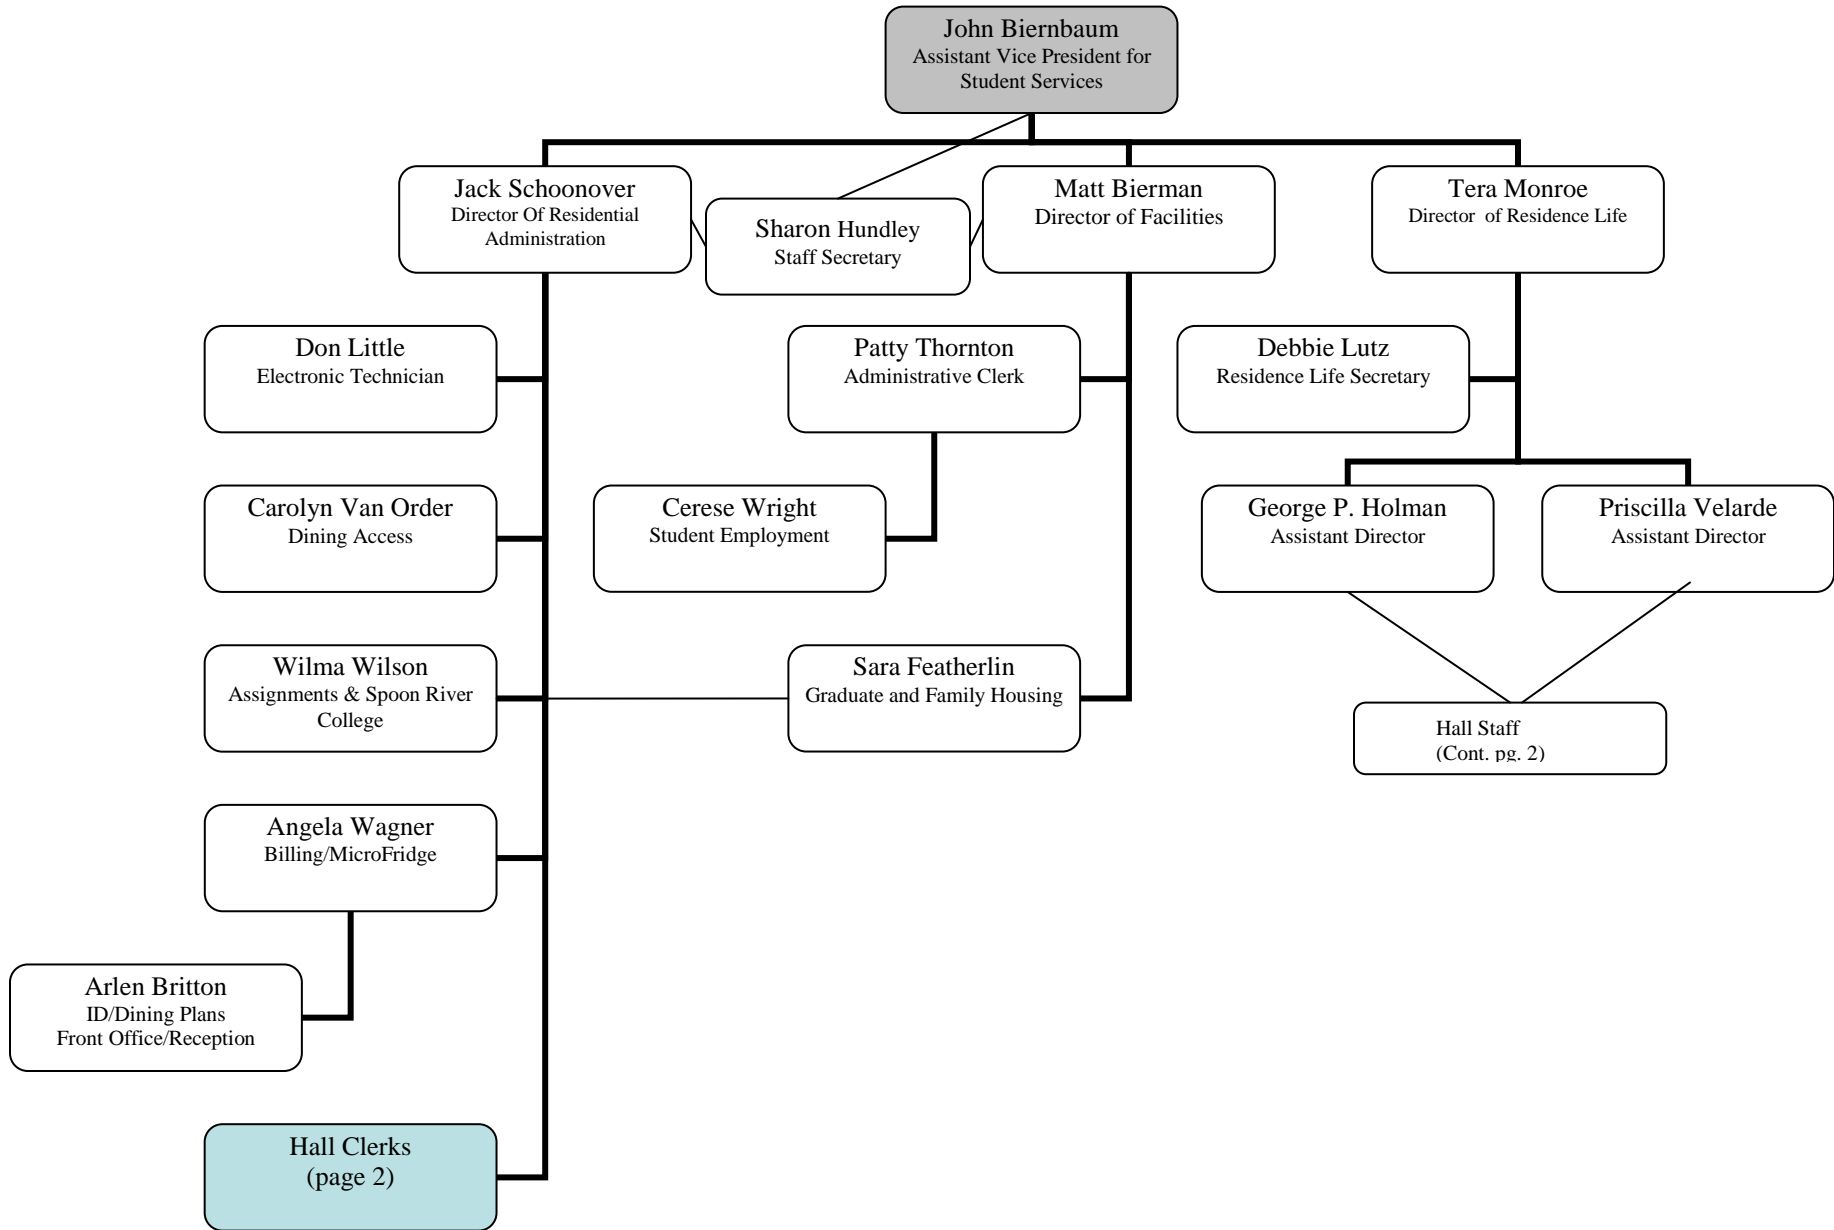 John Biernbaum
Assistant Vice President for
Student Services
Jack Schoonover
Director Of Residential
Administration
Sharon Hundley
Staff Secretary
Matt Bierman
Director of Facilities
Tera Monroe
Director of Residence Life
Don Little
Electronic Technician
Patty Thornton
Administrative Clerk
Debbie Lutz
Residence Life Secretary
Carolyn Van Order
Dining Access
Cerese Wright
Student Employment
George P. Holman
Assistant Director
Priscilla Velarde
Assistant Director
Wilma Wilson
Assignments & Spoon River
College
Sara Featherlin
Graduate and Family Housing
Hall Staff
(Cont. pg. 2)
Angela Wagner
Billing/MicroFridge
Arlen Britton
ID/Dining Plans
Front Office/Reception
Hall Clerks
(page 2)